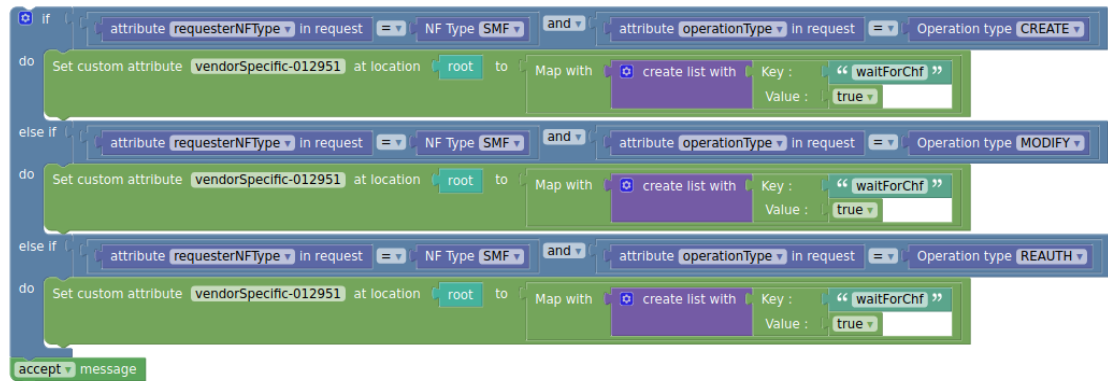 if attribute requesterNFType in request = NF Type SMF and attribute operationType in request = Operation type CREATE
do Set custom attribute vendorSpecific-012951 at location root to Map with create list with Key : “ waitForChf ”
Value : true
else if attribute requesterNFType in request = NF Type SMF and attribute operationType in request = Operation type MODIFY
do Set custom attribute vendorSpecific-012951 at location root to Map with create list with Key : “ waitForChf ”
Value : true
else if attribute requesterNFType in request = NF Type SMF and attribute operationType in request = Operation type REAUTH
do Set custom attribute vendorSpecific-012951 at location root to Map with create list with Key : “ waitForChf ”
Value : true
accept message